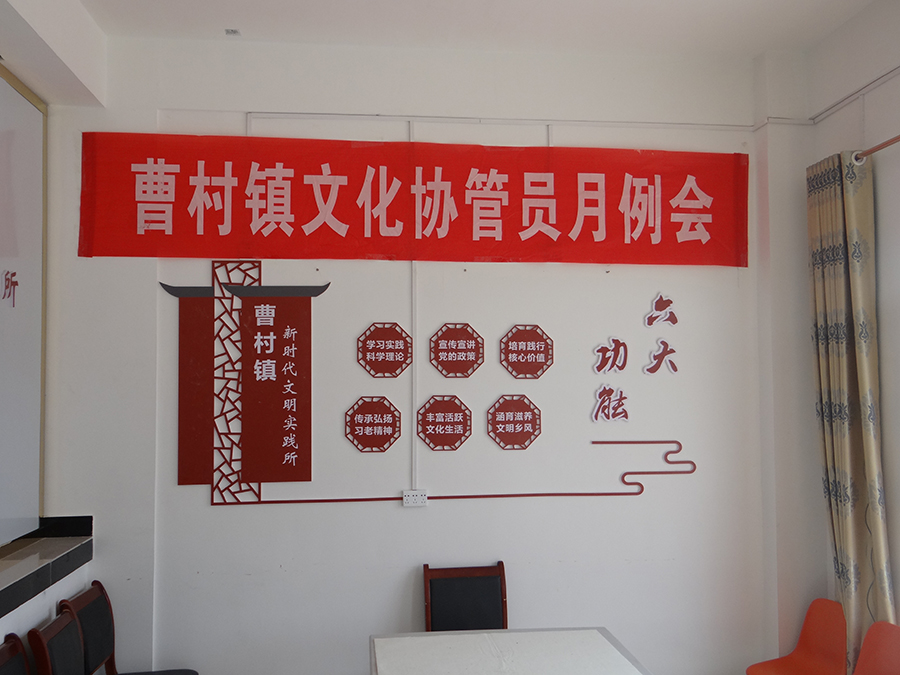 曹村镇文化协管员月例会
所
曹村镇
新时代文明实践所
学习实践
科学理论
宣传宣讲
党的政策
培育践行
核心价值
传承弘扬
习老精神
丰富活跃
文化生活
涵育滋养
文明乡风
六大
功能